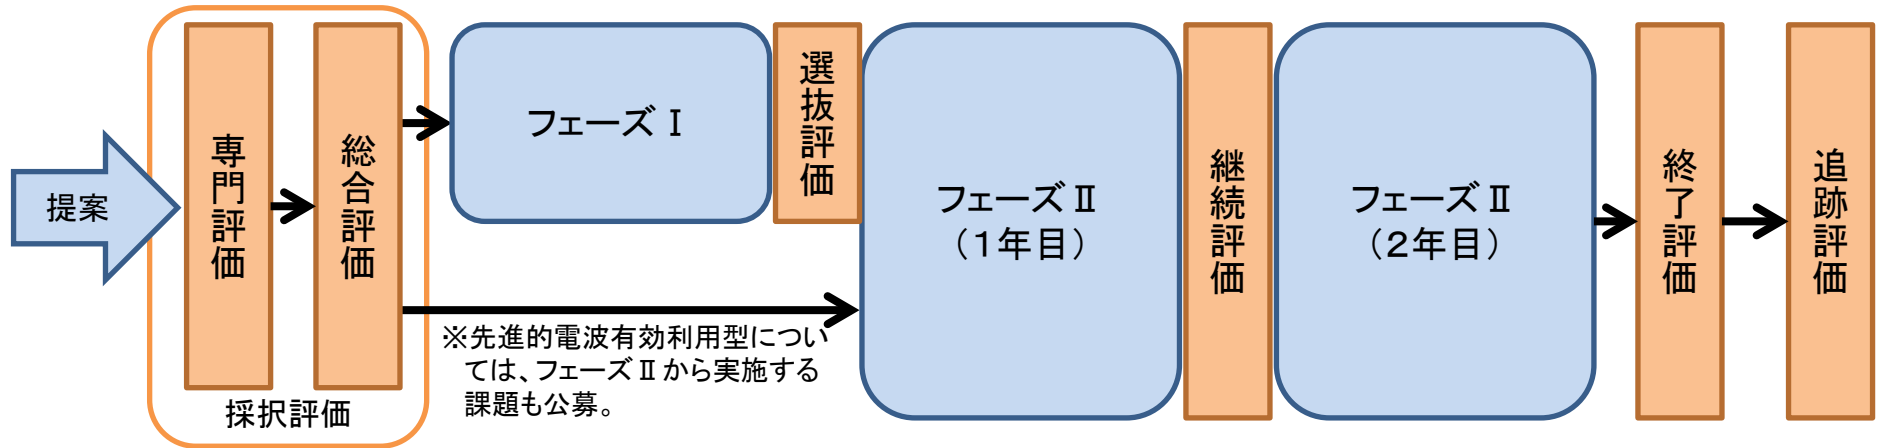 提案
専門評価
総合評価
採択評価
フェーズⅠ
選抜評価
※先進的電波有効利用型につい
ては、フェーズⅡから実施する
課題も公募。
フェーズⅡ
（１年目）
継続評価
フェーズⅡ
（２年目）
終了評価
追跡評価